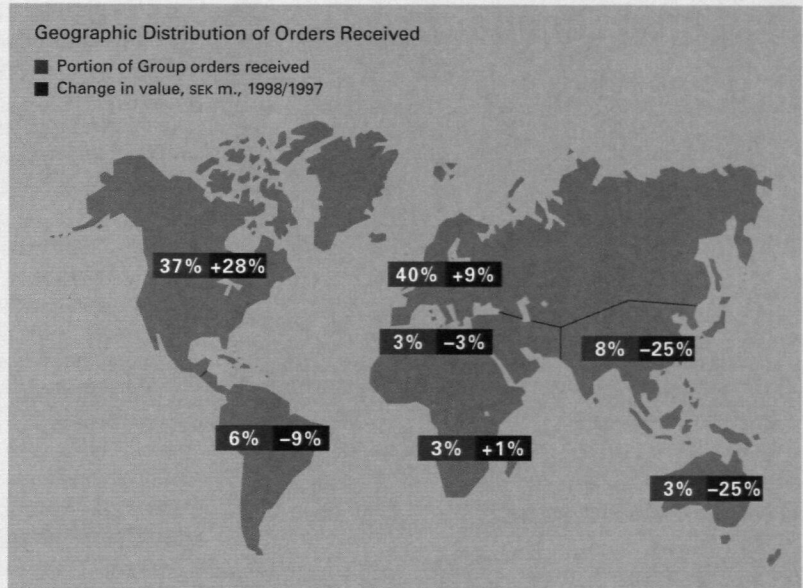 Geographic Distribution of Orders Received
Portion of Group orders received
Change in value, SEK m., 1998/1997
37% +28%
40% +9%
3% –3%
8% –25%
6% –9%
3% +1%
3% –25%